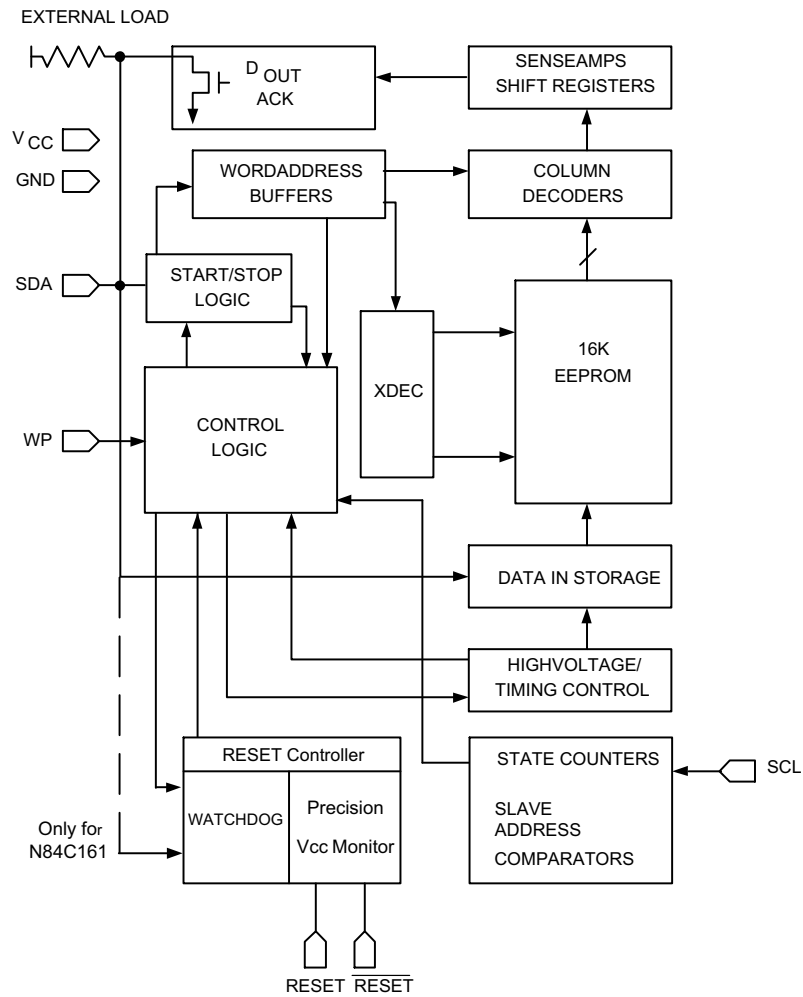 EXTERNAL LOAD
D OUT
ACK
SENSEAMPS
SHIFT REGISTERS
V CC
GND
WORDADDRESS
BUFFERS
COLUMN
DECODERS
SDA
START/STOP
LOGIC
XDEC
16K
EEPROM
WP
CONTROL
LOGIC
DATA IN STORAGE
HIGHVOLTAGE/
TIMING CONTROL
RESET Controller
WATCHDOG
Precision
Vcc Monitor
STATE COUNTERS
SLAVE
ADDRESS
COMPARATORS
SCL
Only for
N84C161
RESET
RESET